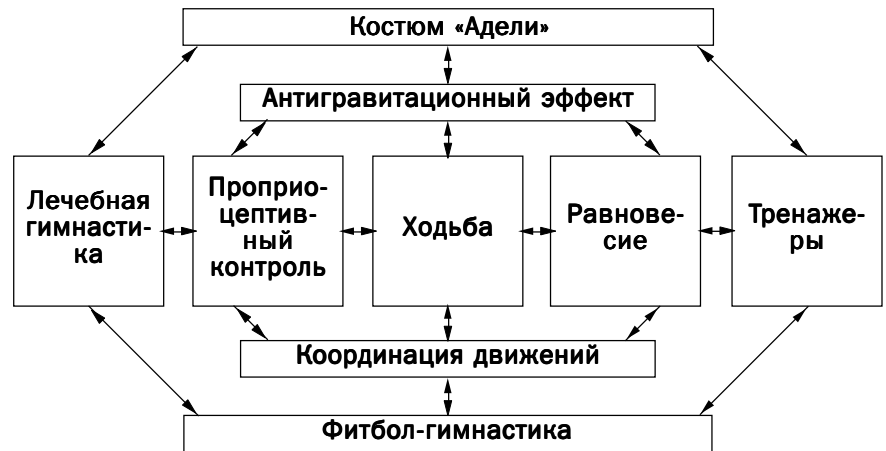 Костюм «Адели»
Антигравитационный эффект
Лечебная
гимнасти-
ка
Проприо-
цептив-
ный
контроль
Ходьба
Равнове-
сие
Тренаже-
ры
Координация движений
Фитбол-гимнастика